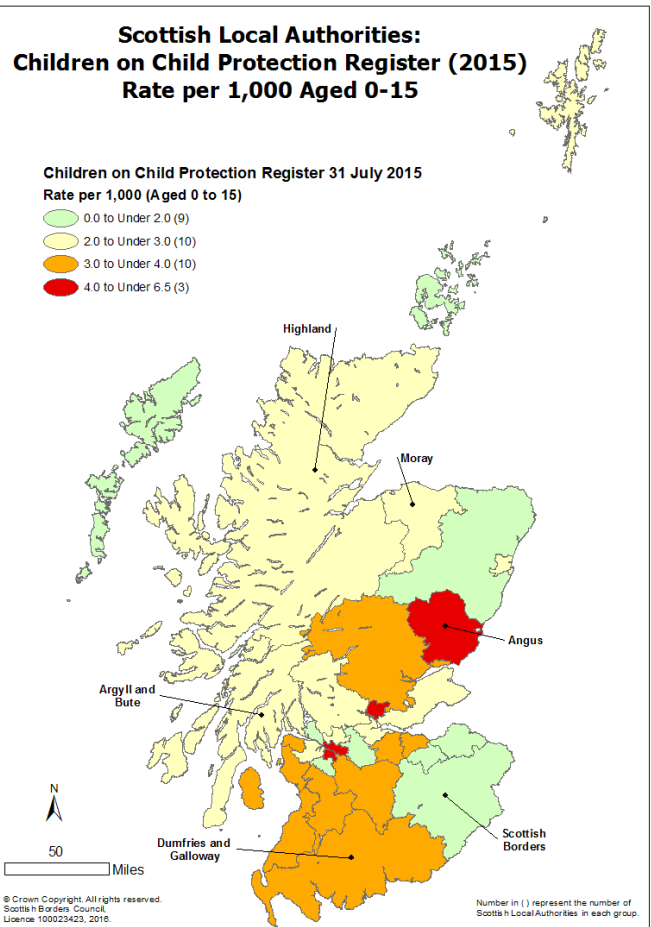 Scottish Local Authorities:
Children on Child Protection Register (2015)
Rate per 1,000 Aged 0-15
Children on Child Protection Register 31 July 2015
Rate per 1,000 (Aged 0 to 15)
0.0 to Under 2.0 (9)
2.0 to Under 3.0 (10)
3.0 to Under 4.0 (10)
4.0 to Under 6.5 (3)
Highland
Moray
Angus
Argyll and
Bute
N
50
Miles
Dumfries and
Galloway
Scottish
Borders
© Crown Copyright. All rights reserved.
Scottish Borders Council,
Licence 100023423, 2016.
Number in ( ) represent the number of
Scottish Local Authorities in each group.